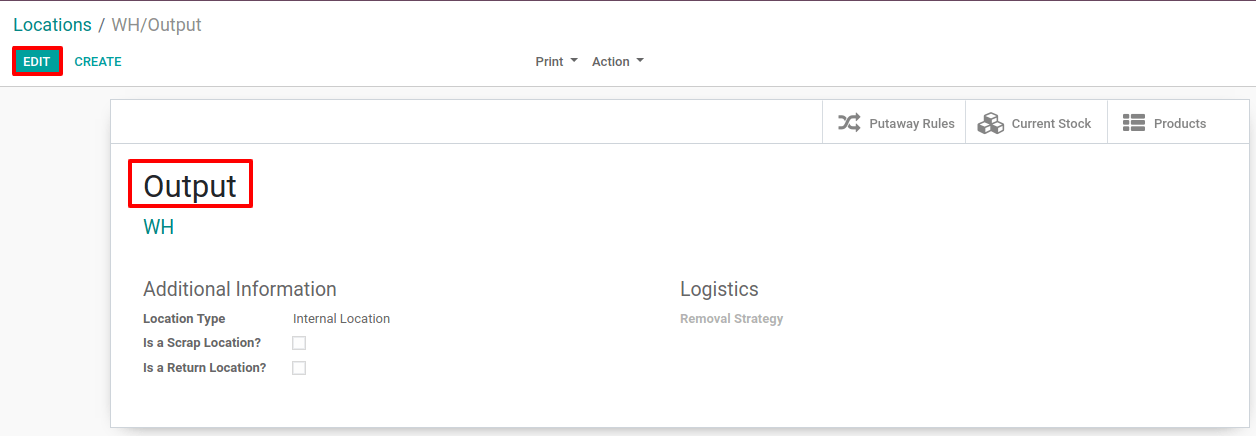 Locations / WH/Output
EDIT CREATE Print Action
Putaway Rules Current Stock Products
Output
WH
Additional Information Logistics
Location Type Internal Location Removal Strategy
Is a Scrap Location?
Is a Return Location?